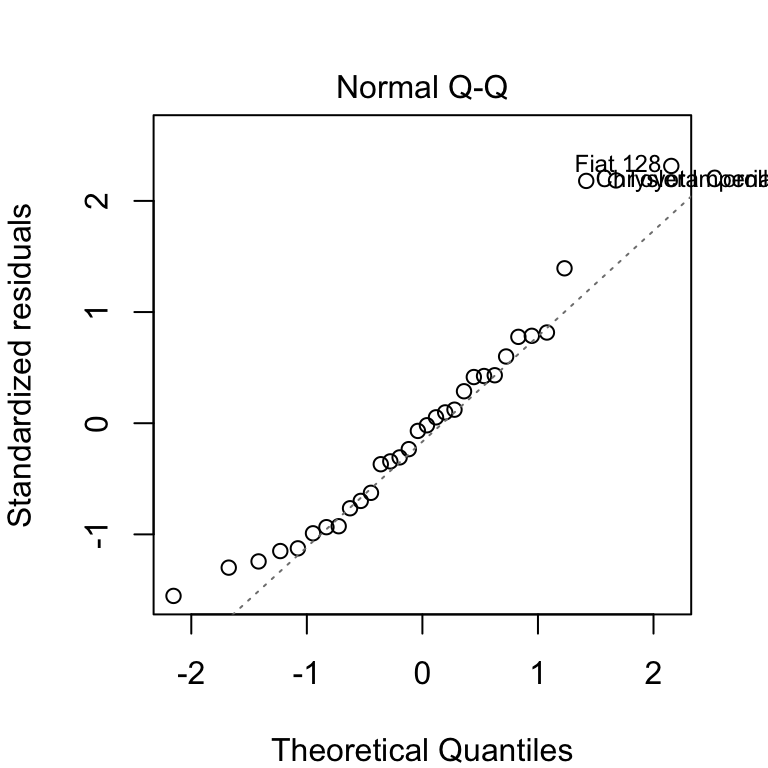 Normal Q-Q
Fiat 128
Standardized residuals
2
1
0
-1
-2 -1 0 1 2
Theoretical Quantiles